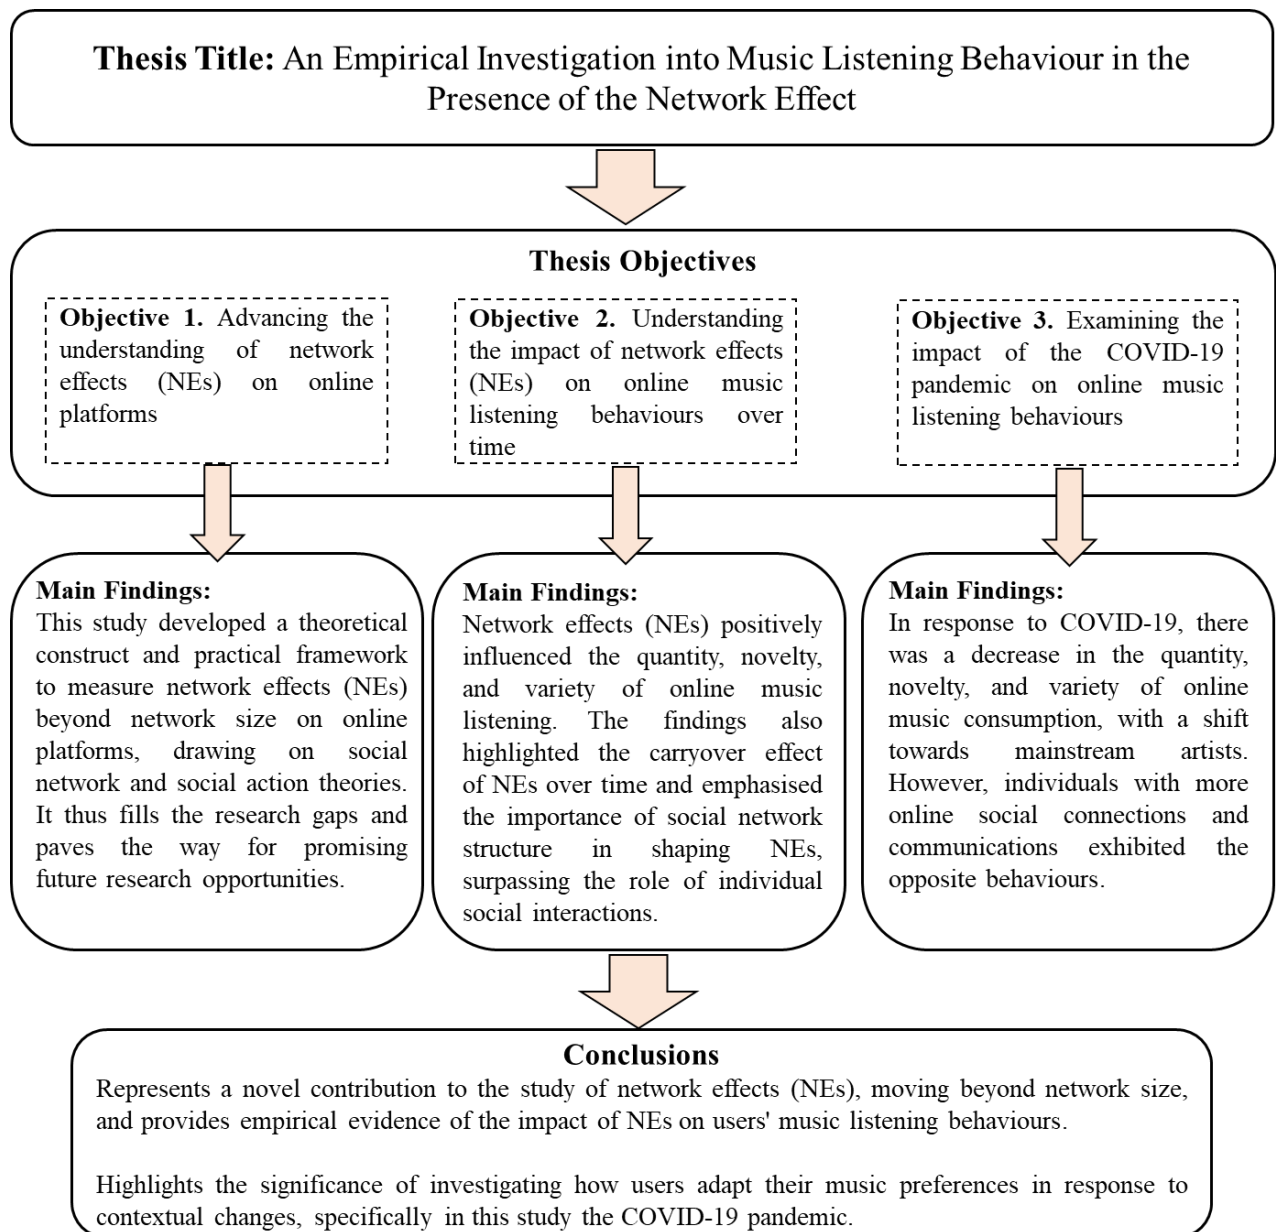 Thesis Title: An Empirical Investigation into Music Listening Behaviour in the
Presence of the Network Effect
Thesis Objectives
Objective 1. Advancing the
understanding of network
effects (NEs) on online
platforms
Objective 2. Understanding
the impact of network effects
(NEs) on online music
listening behaviours over
time
Objective 3. Examining the
impact of the COVID-19
pandemic on online music
listening behaviours
Main Findings:
This study developed a theoretical
construct and practical framework
to measure network effects (NEs)
beyond network size on online
platforms, drawing on social
network and social action theories.
It thus fills the research gaps and
paves the way for promising
future research opportunities.
Main Findings:
Network effects (NEs) positively
influenced the quantity, novelty,
and variety of online music
listening. The findings also
highlighted the carryover effect
of NEs over time and emphasised
the importance of social network
structure in shaping NEs,
surpassing the role of individual
social interactions.
Main Findings:
In response to COVID-19, there
was a decrease in the quantity,
novelty, and variety of online
music consumption, with a shift
towards mainstream artists.
However, individuals with more
online social connections and
communications exhibited the
opposite behaviours.
Conclusions
Represents a novel contribution to the study of network effects (NEs), moving beyond network size,
and provides empirical evidence of the impact of NEs on users' music listening behaviours.
Highlights the significance of investigating how users adapt their music preferences in response to
contextual changes, specifically in this study the COVID-19 pandemic.